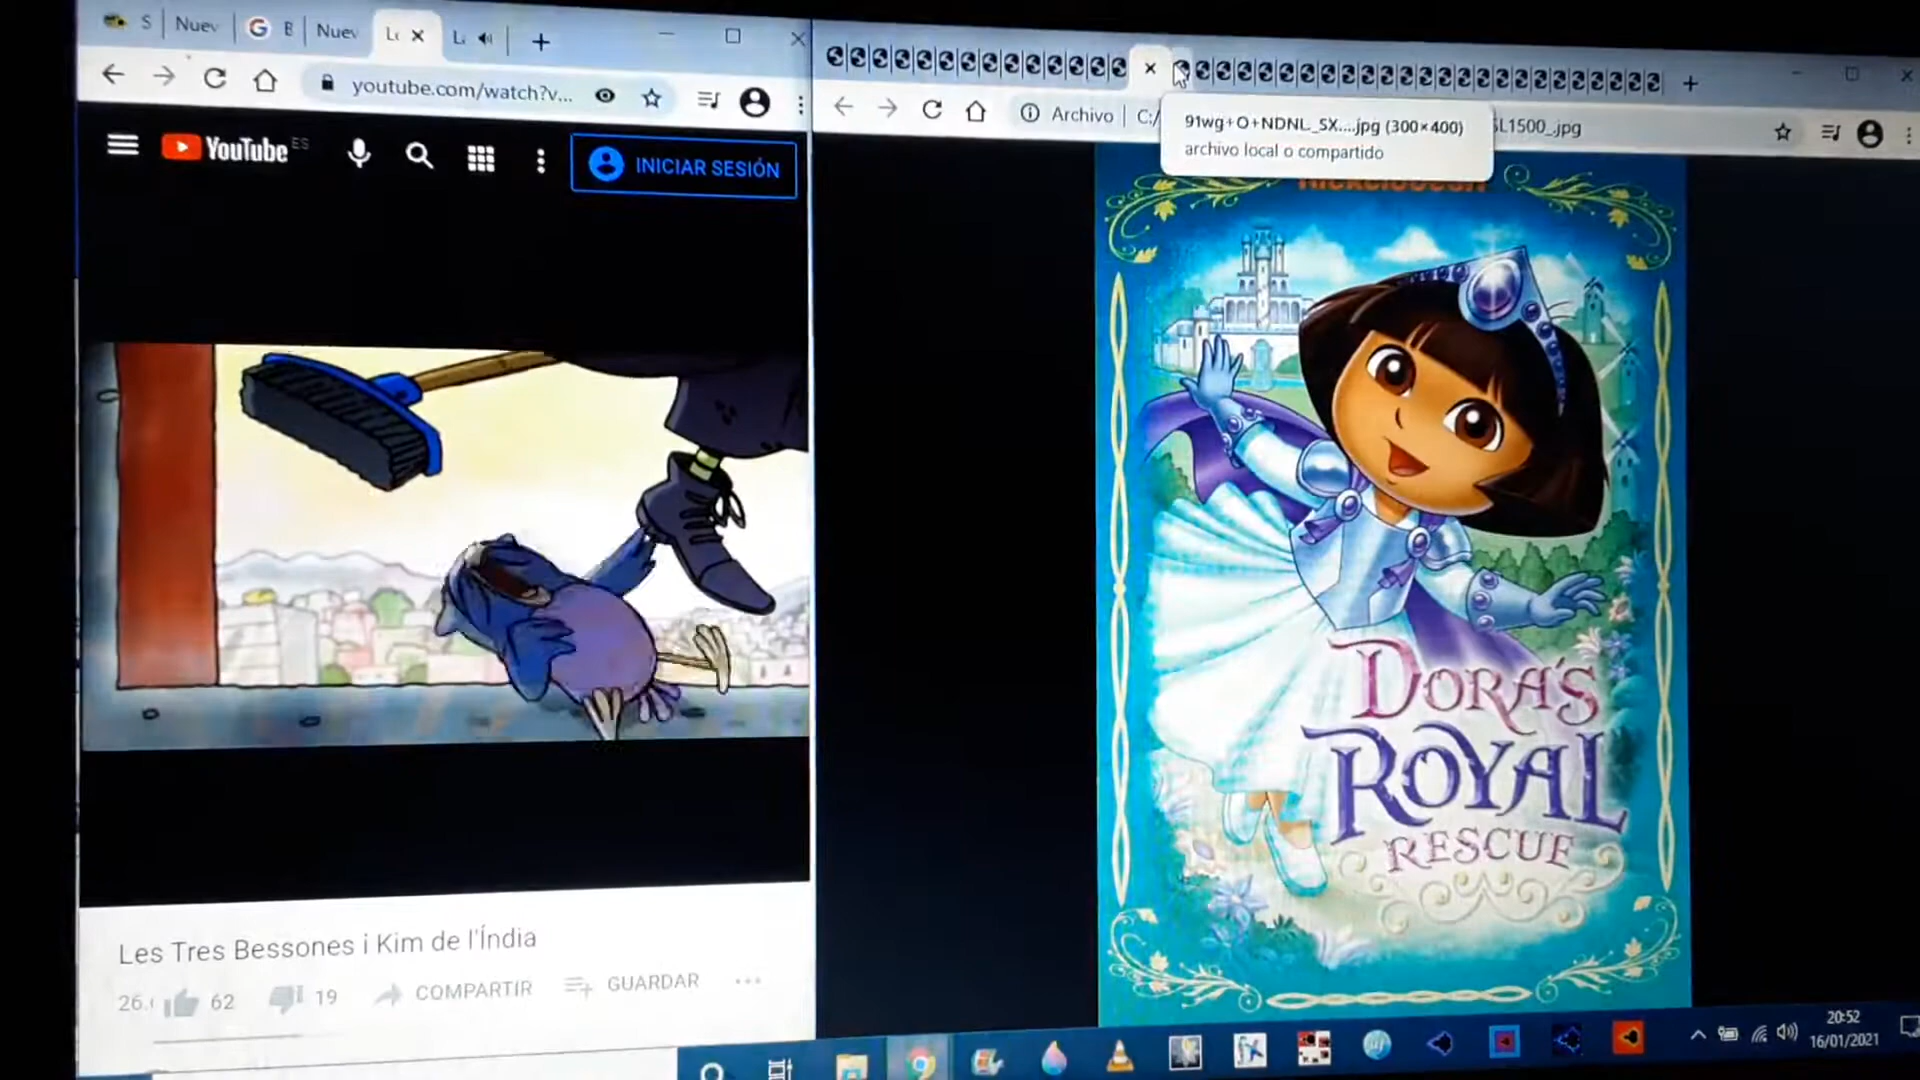 S
Nuev
Nuev
youtube.com/watch?v...
YouTube ES
INICIAR SESIÓN
Les Tres Bessones i Kim de l'Índia
62
19
COMPARTIR
GUARDAR
Archivo
C:/
91wg+O+NDNL._SX....jpg (300×400)
archivo local o compartido
L1500_.jpg
DORA'S
ROYAL
RESCUE
20:52
16/01/2021